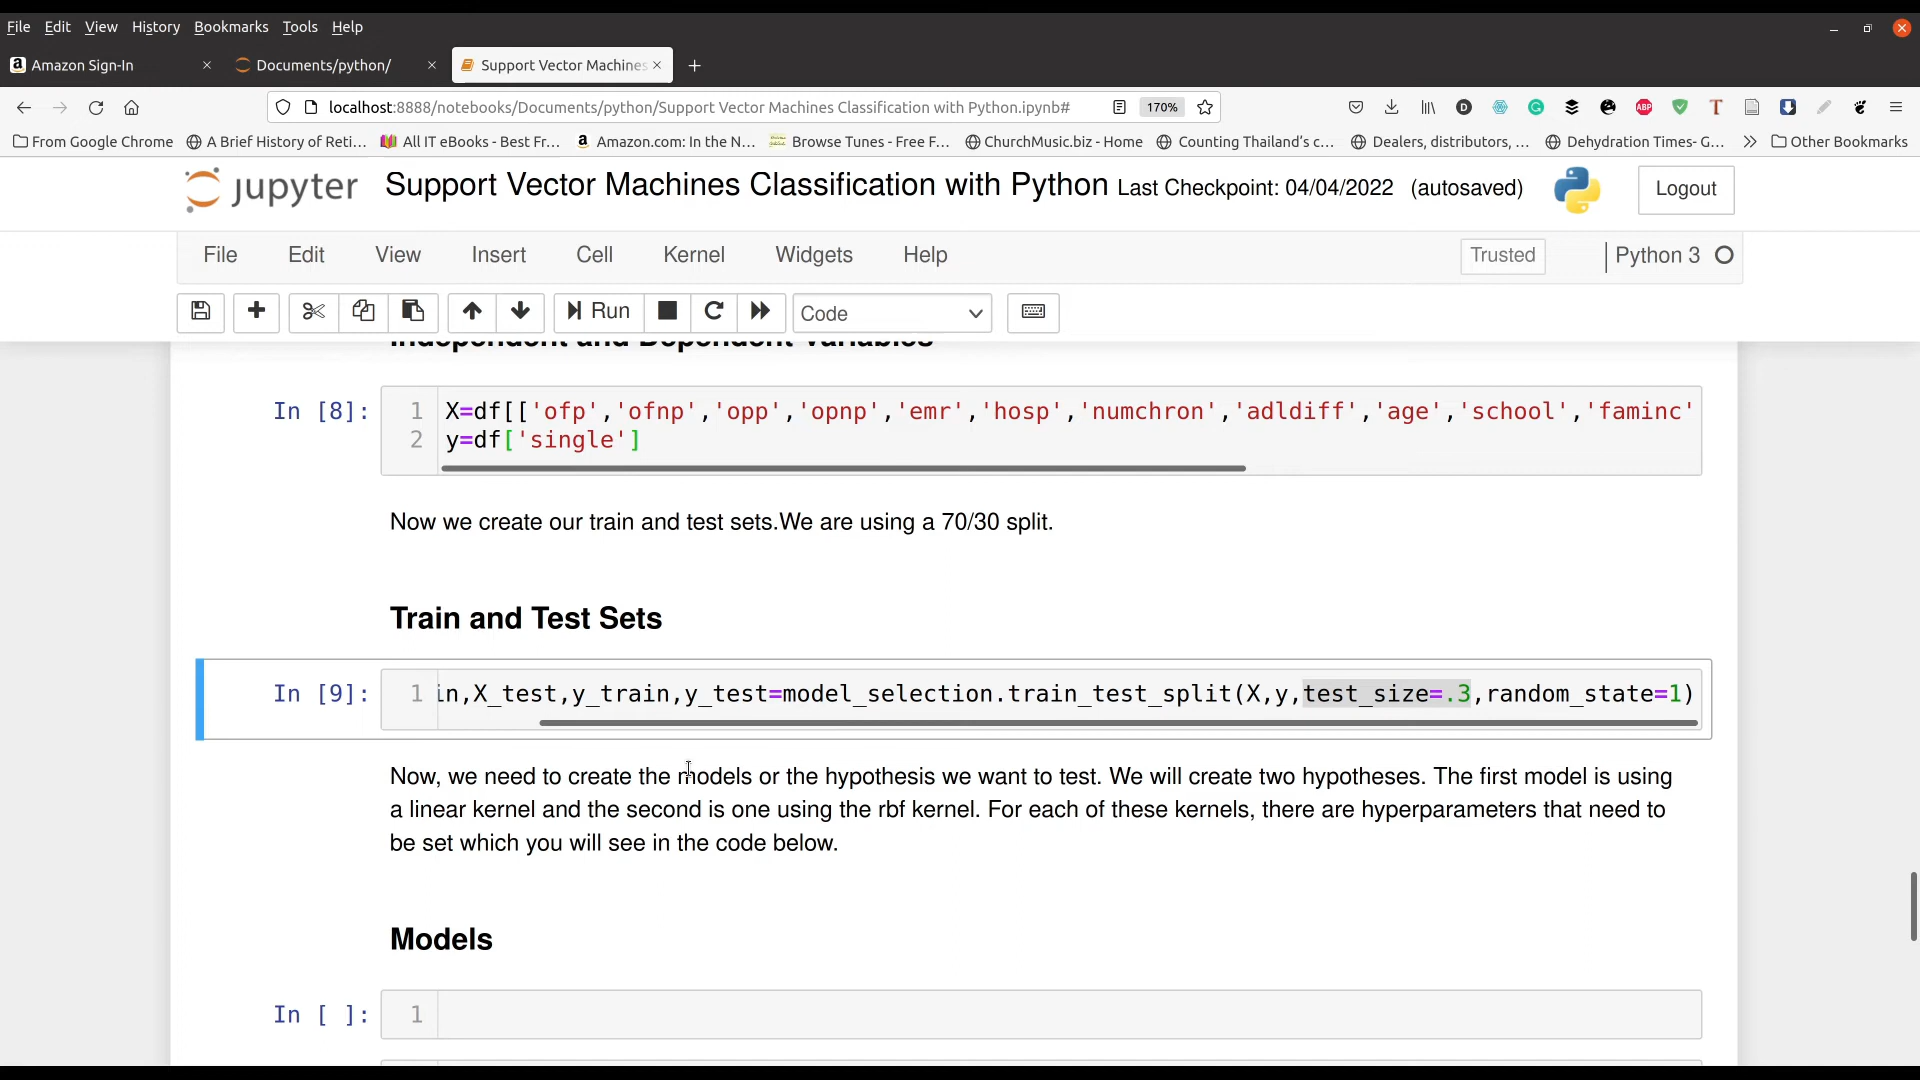 File Edit View History Bookmarks Tools Help
Amazon Sign-In
Documents/python/
Support Vector Machines
localhost:8888/notebooks/Documents/python/Support Vector Machines Classification with Python.ipynb#
170%
From Google Chrome
A Brief History of Reti...
All IT eBooks - Best Fr...
Amazon.com: In the N...
Browse Tunes - Free F...
ChurchMusic.biz - Home
Counting Thailand's c...
Dealers, distributors, ...
Dehydration Times- G...
Other Bookmarks
jupyter Support Vector Machines Classification with Python Last Checkpoint: 04/04/2022 (autosaved)
Logout
File Edit View Insert Cell Kernel Widgets Help
Trusted
Python 3
Run
Code
Independent and Dependent Variables
In [8]:
1 X=df[['ofp','ofnp','opp','opnp','emr','hosp','numchron','adldiff','age','school','faminc'
2 y=df['single']
Now we create our train and test sets.We are using a 70/30 split.
Train and Test Sets
In [9]:
1 in,X_test,y_train,y_test=model_selection.train_test_split(X,y,test_size=.3,random_state=1)
Now, we need to create the models or the hypothesis we want to test. We will create two hypotheses. The first model is using
a linear kernel and the second is one using the rbf kernel. For each of these kernels, there are hyperparameters that need to
be set which you will see in the code below.
Models
In [ ]:
1